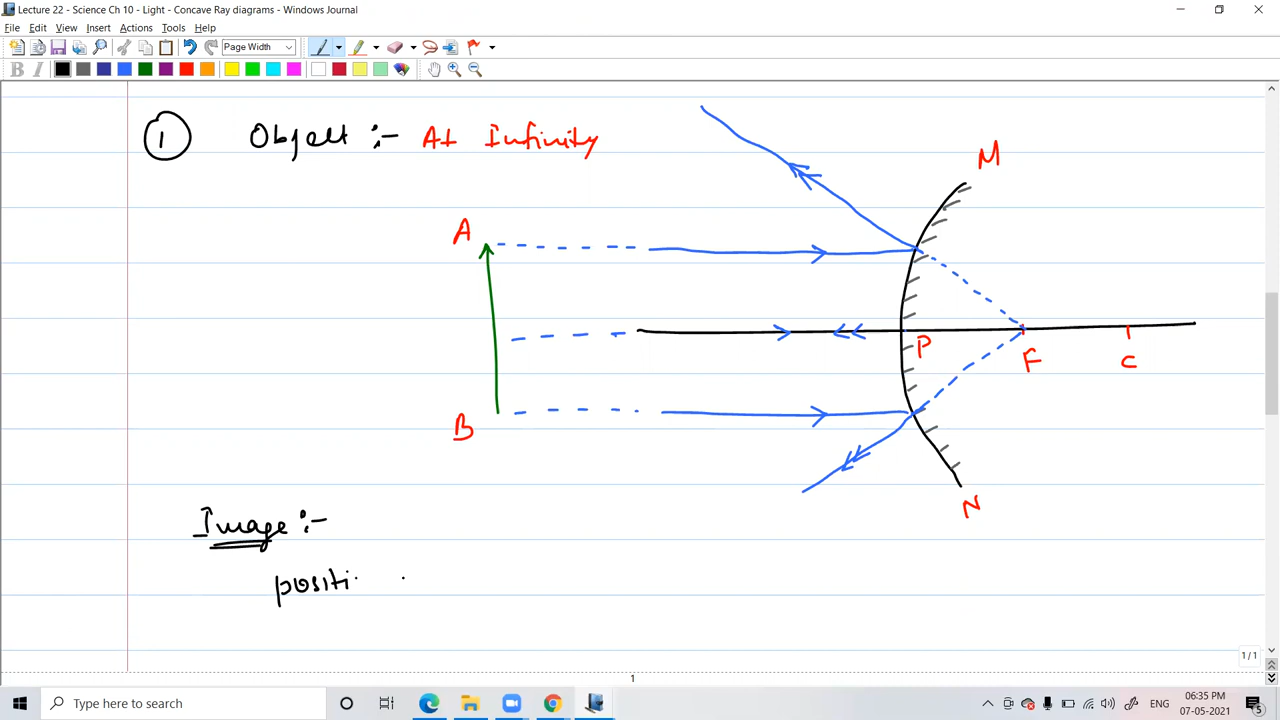 Lecture 22 - Science Ch 10 - Light - Concave Ray diagrams - Windows Journal
File Edit View Insert Actions Tools Help
Page Width
B I
1 Object :- At Infinity
M
A
P F C
B
N
Image :-
positi
1/1
1
Type here to search
ENG
06:35 PM
07-05-2021
5